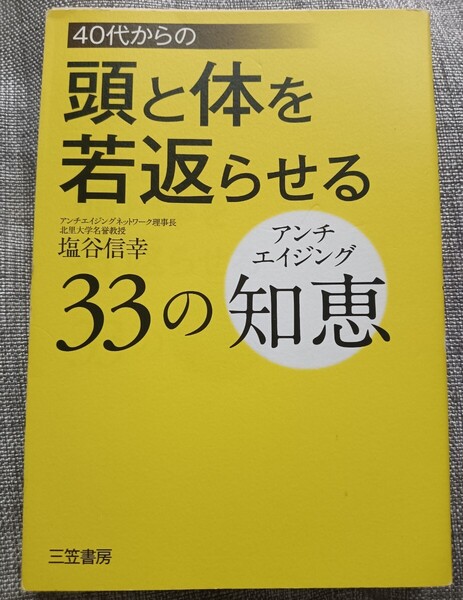 40代からの
頭と体を
若返らせる
アンチエイジングネットワーク理事長
北里大学名誉教授
塩谷信幸
アンチ
エイジング
33の知恵
三笠書房